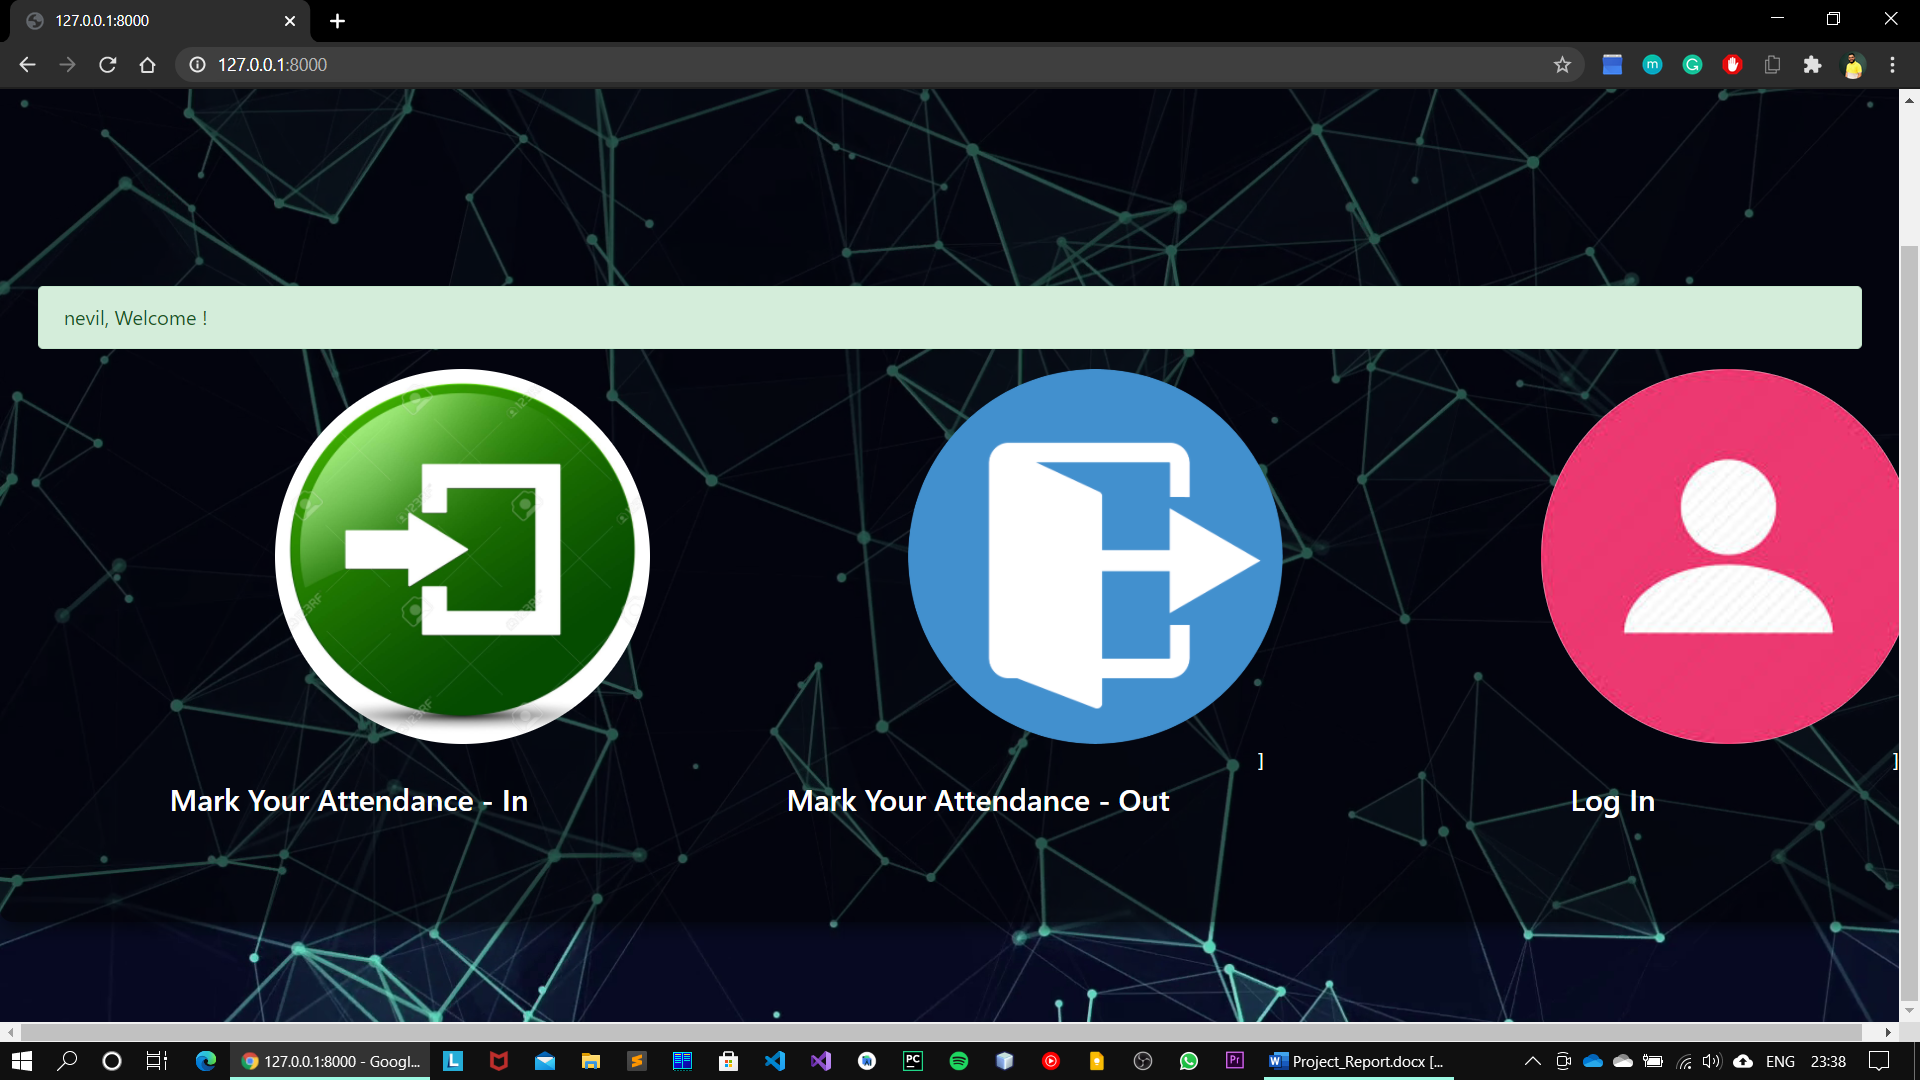 127.0.0.1:8000
127.0.0.1:8000
nevil, Welcome !
]
]
Mark Your Attendance - In
Mark Your Attendance - Out
Log In
127.0.0.1:8000 - Googl...
Project_Report.docx [...
ENG
23:38